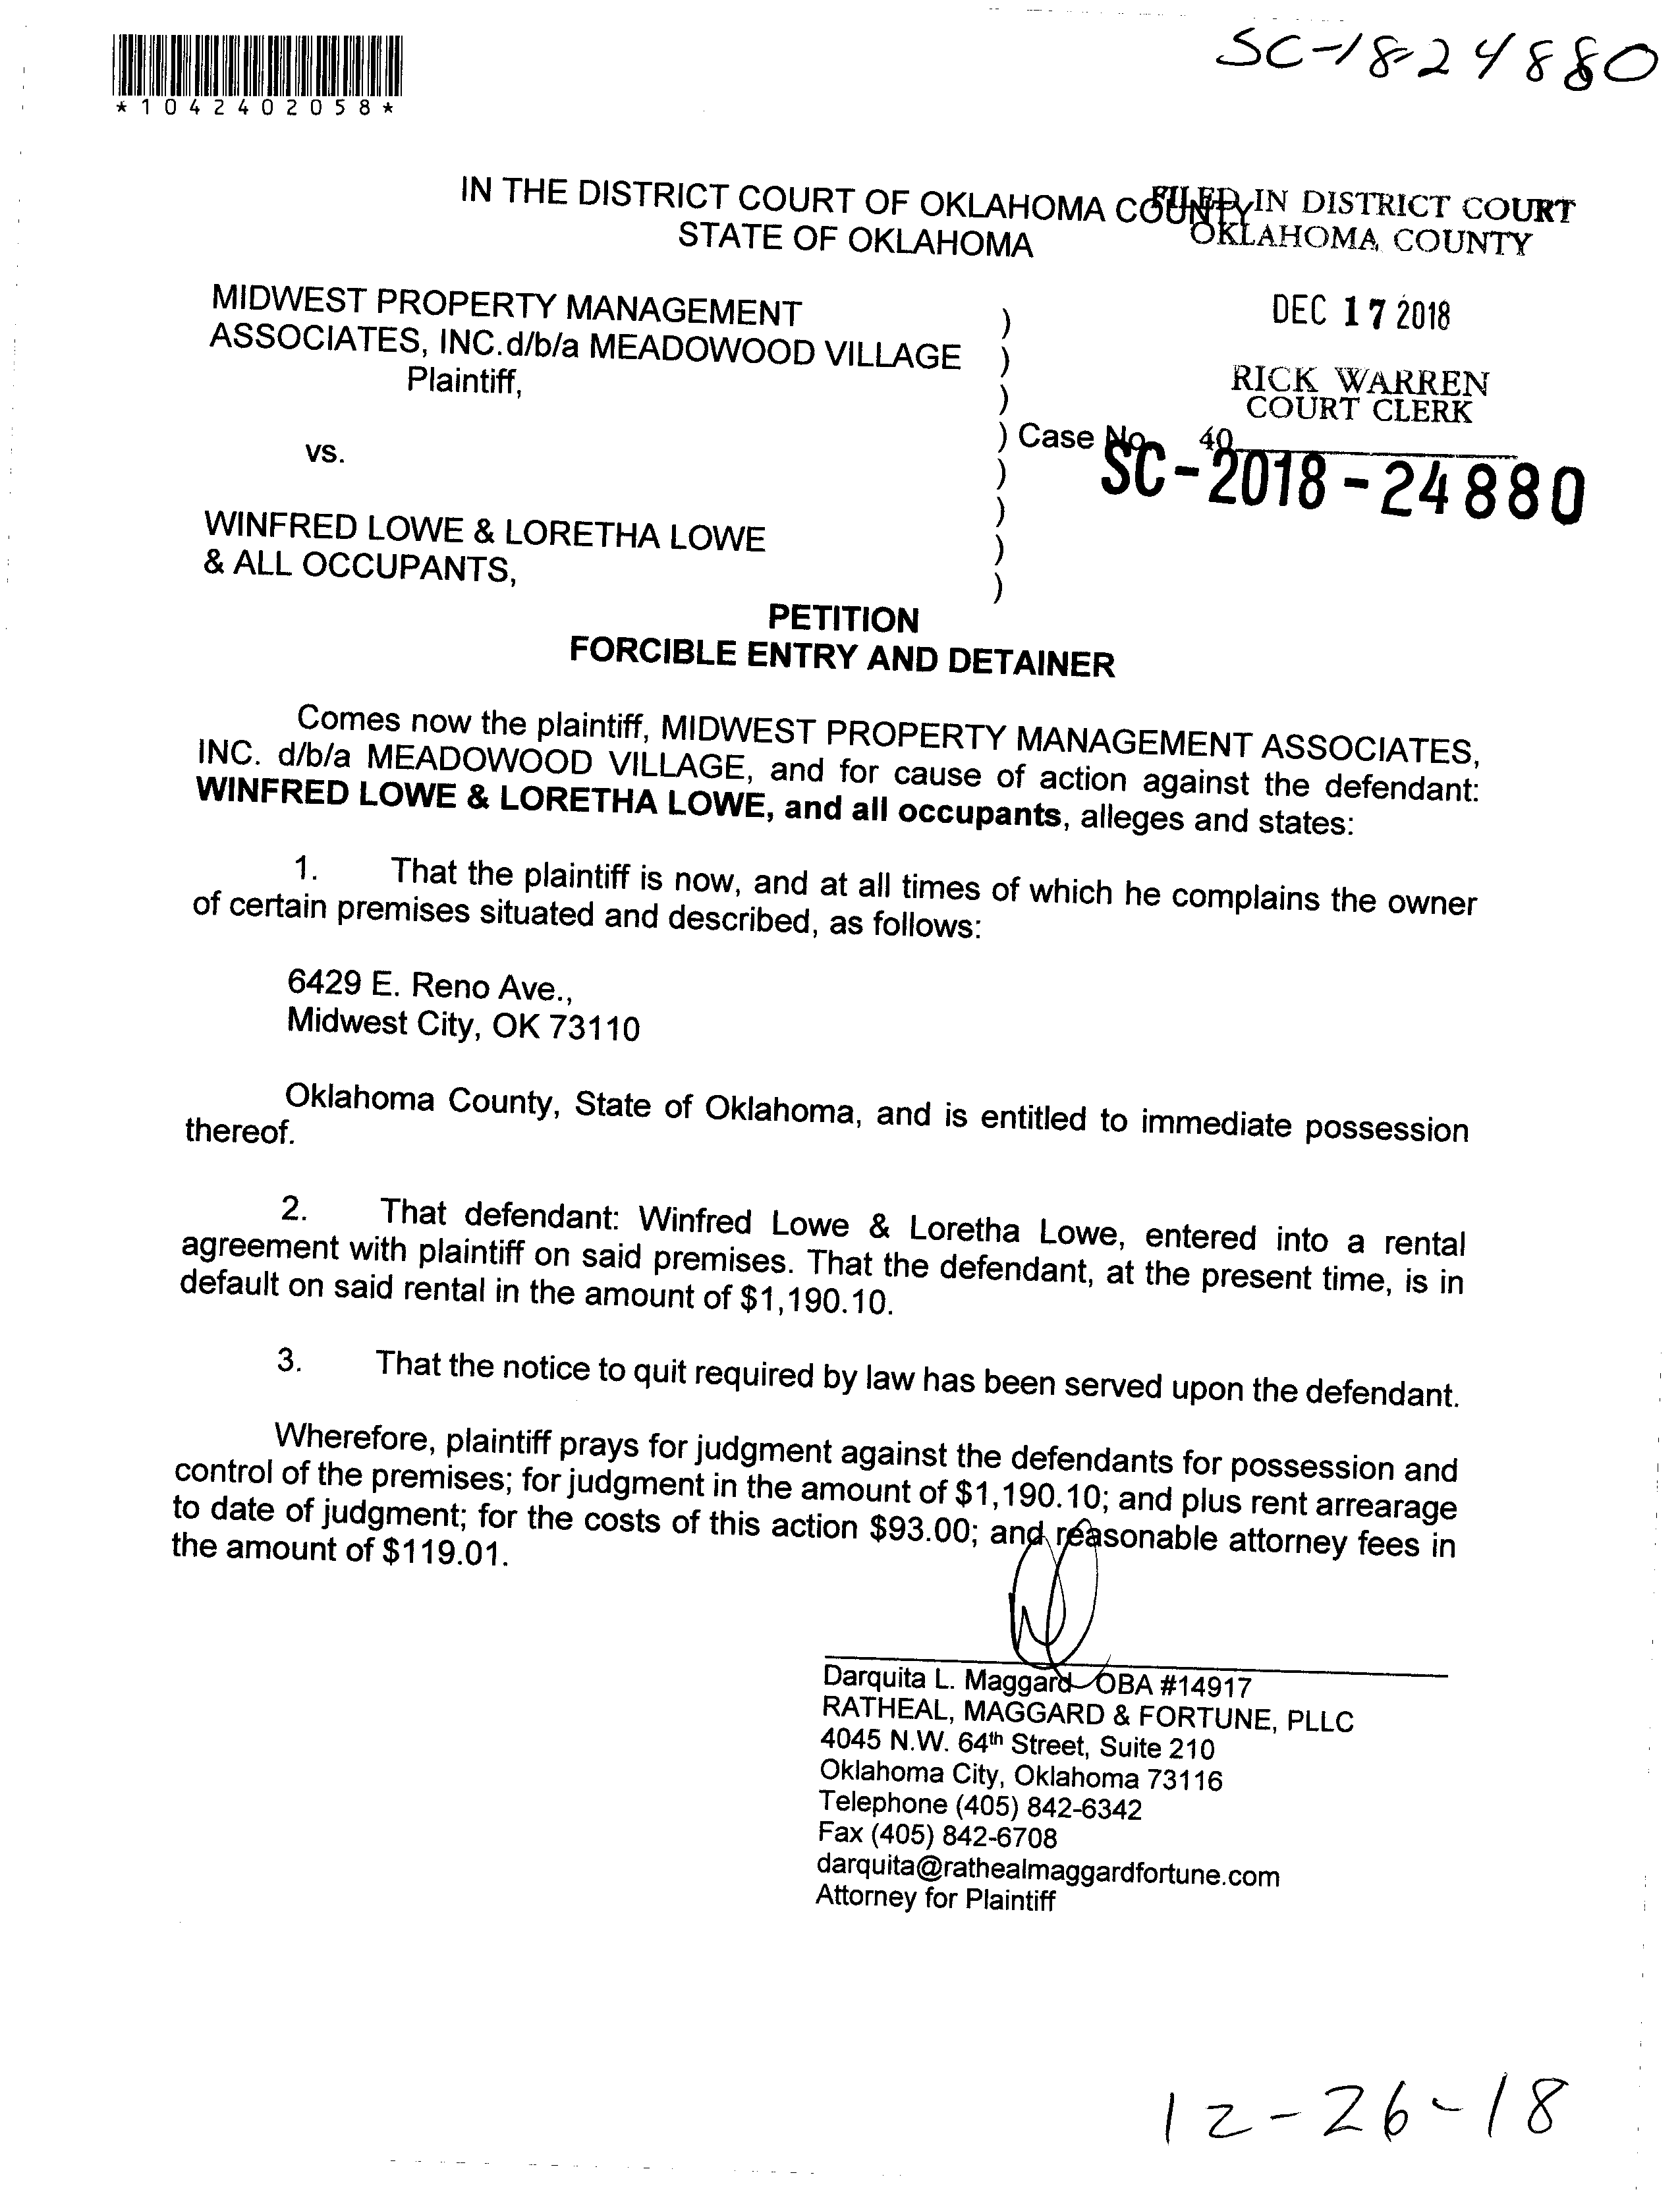 SC-18-24880
*1042402058*
IN THE DISTRICT COURT OF OKLAHOMA COUNTY
STATE OF OKLAHOMA
FILED IN DISTRICT COURT
OKLAHOMA COUNTY
DEC 17 2018
RICK WARREN
COURT CLERK
40
MIDWEST PROPERTY MANAGEMENT )
ASSOCIATES, INC.d/b/a MEADOWOOD VILLAGE )
Plaintiff, )
) Case No.
SC-2018-24880
vs. )
)
WINFRED LOWE & LORETHA LOWE )
& ALL OCCUPANTS, )
PETITION
FORCIBLE ENTRY AND DETAINER
Comes now the plaintiff, MIDWEST PROPERTY MANAGEMENT ASSOCIATES,
INC. d/b/a MEADOWOOD VILLAGE, and for cause of action against the defendant:
WINFRED LOWE & LORETHA LOWE, and all occupants, alleges and states:
1. That the plaintiff is now, and at all times of which he complains the owner
of certain premises situated and described, as follows:
6429 E. Reno Ave.,
Midwest City, OK 73110
Oklahoma County, State of Oklahoma, and is entitled to immediate possession
thereof.
2. That defendant: Winfred Lowe & Loretha Lowe, entered into a rental
agreement with plaintiff on said premises. That the defendant, at the present time, is in
default on said rental in the amount of $1,190.10.
3. That the notice to quit required by law has been served upon the defendant.
Wherefore, plaintiff prays for judgment against the defendants for possession and
control of the premises; for judgment in the amount of $1,190.10; and plus rent arrearage
to date of judgment; for the costs of this action $93.00; and reasonable attorney fees in
the amount of $119.01.
Darquita L. Maggard OBA #14917
RATHEAL, MAGGARD & FORTUNE, PLLC
4045 N.W. 64th Street, Suite 210
Oklahoma City, Oklahoma 73116
Telephone (405) 842-6342
Fax (405) 842-6708
darquita@rathealmaggardfortune.com
Attorney for Plaintiff
12-26-18